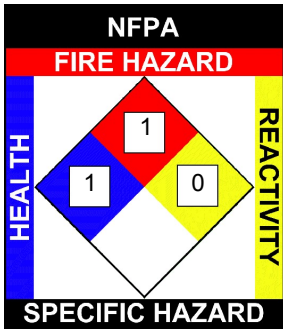 NFPA
FIRE HAZARD
HEALTH
1
1
0
REACTIVITY
SPECIFIC HAZARD